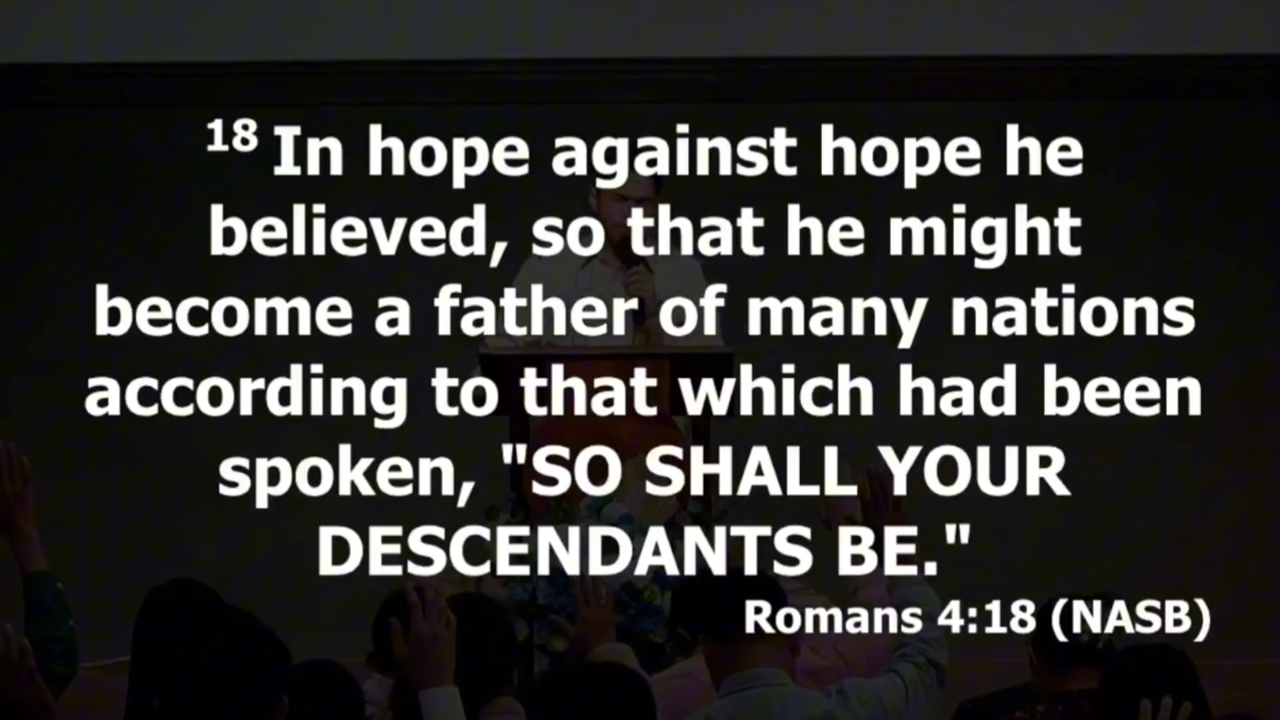 18 In hope against hope he
believed, so that he might
become a father of many nations
according to that which had been
spoken, "SO SHALL YOUR
DESCENDANTS BE."
Romans 4:18 (NASB)